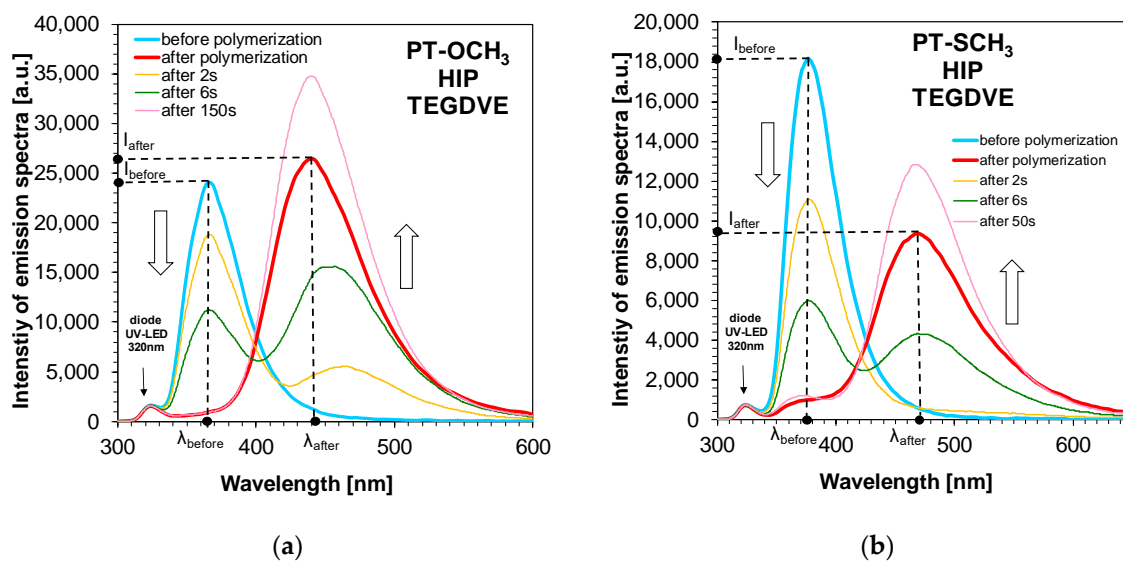 40,000
35,000
30,000
25,000
20,000
15,000
10,000
5,000
0
Intenstiy of emission spectra [a.u.]
before polymerization
after polymerization
after 2s
after 6s
after 150s
PT-OCH₃
HIP
TEGDVE
Iafter
Ibefore
diode
UV-LED
320nm
300
400
500
600
λbefore
λafter
Wavelength [nm]
(a)
20,000
18,000
16,000
14,000
12,000
10,000
8,000
6,000
4,000
2,000
0
Intenstiy of emission spectra [a.u.]
Ibefore
Iafter
PT-SCH₃
HIP
TEGDVE
before polymerization
after polymerization
after 2s
after 6s
after 50s
diode
UV-LED
320nm
300
400
500
600
λbefore
λafter
Wavelength [nm]
(b)